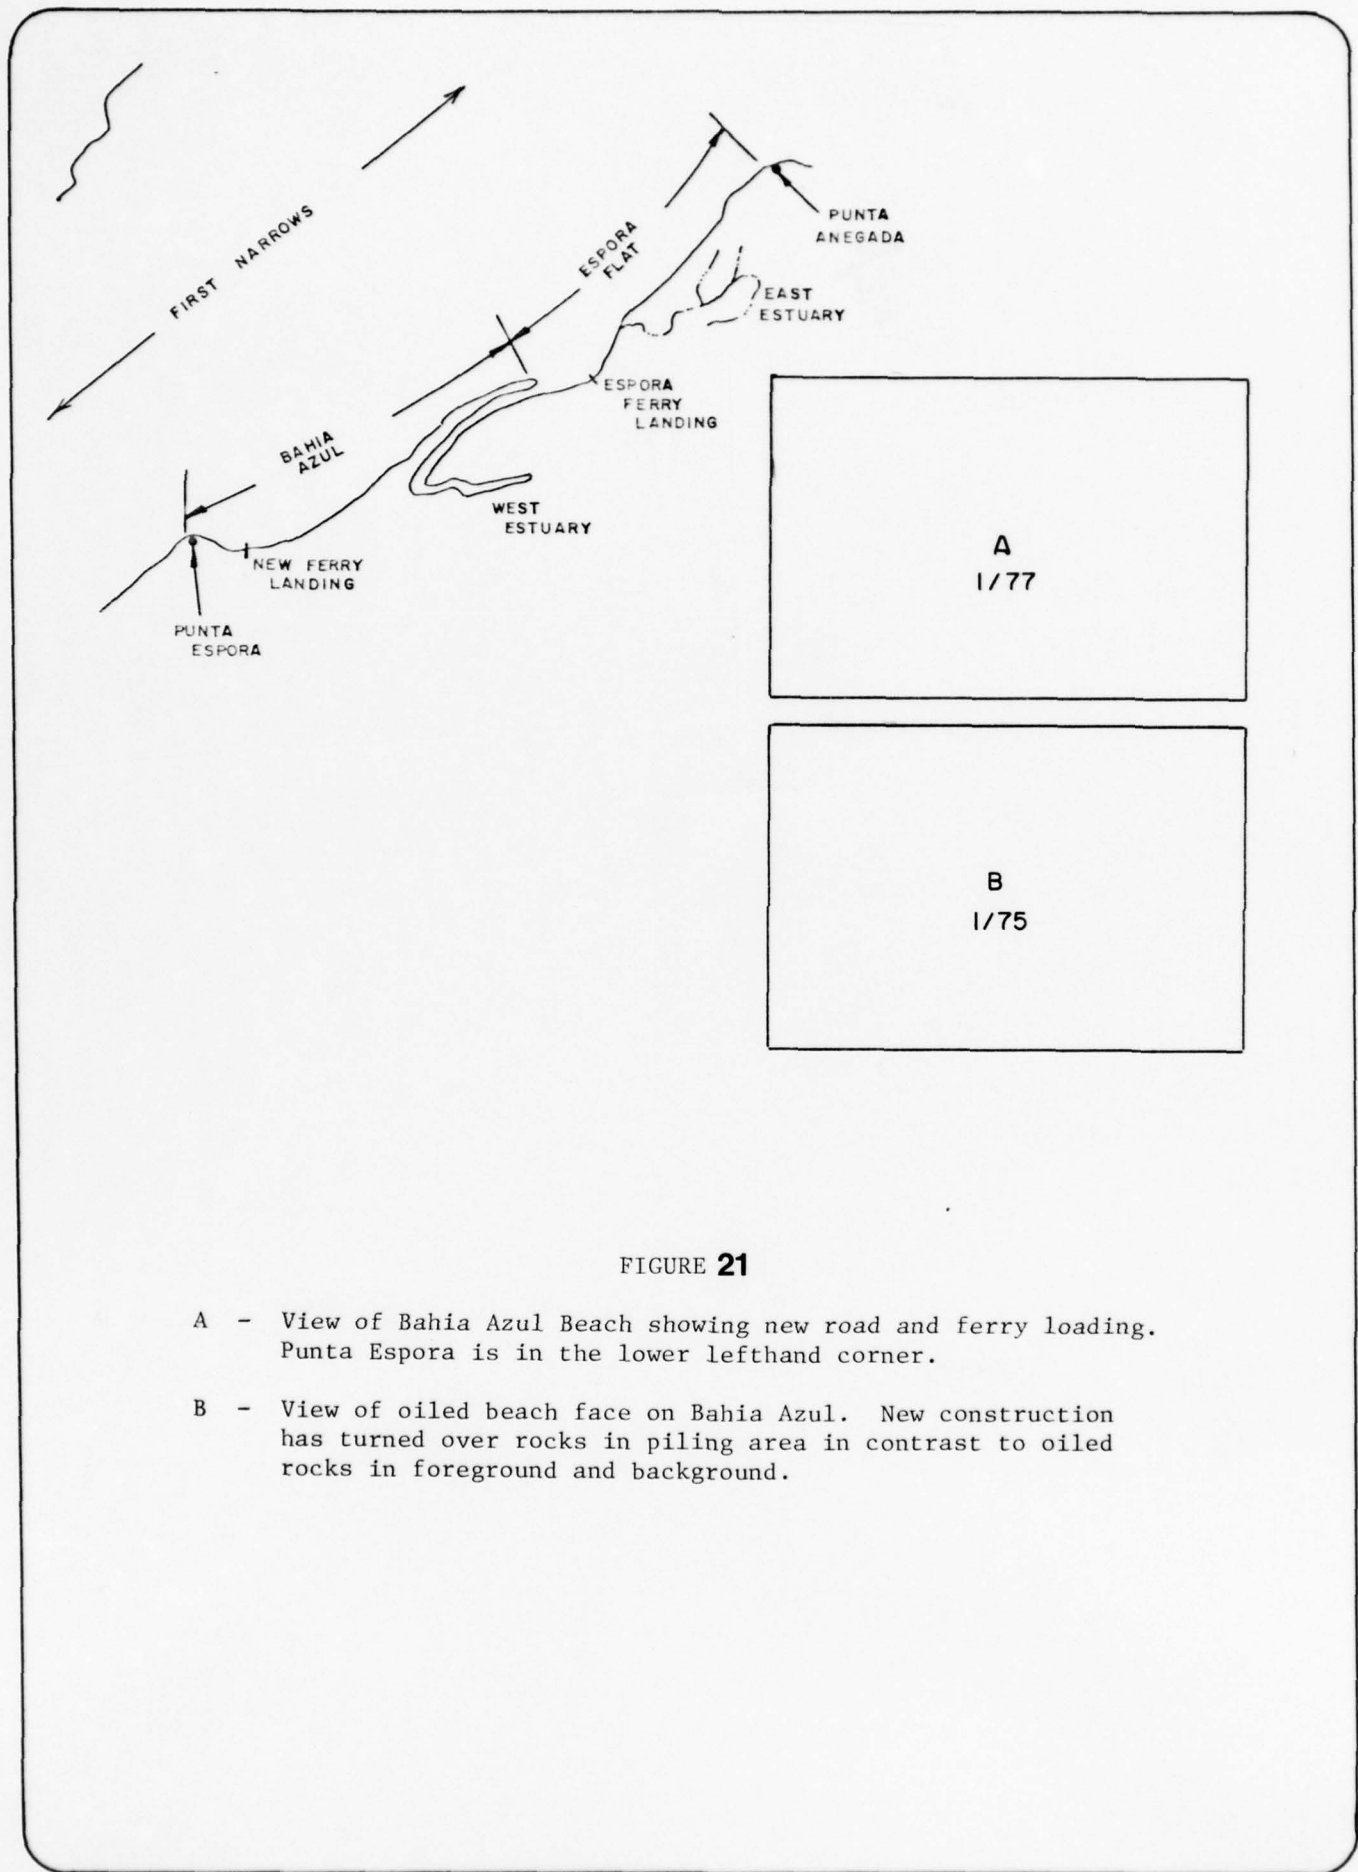 FIRST NARROWS
ESPORA
FLAT
PUNTA
ANEGADA
EAST
ESTUARY
ESPORA
FERRY
LANDING
BAHIA
AZUL
WEST
ESTUARY
NEW FERRY
LANDING
PUNTA
ESPORA
A
1/77
B
1/75
FIGURE 21
A - View of Bahia Azul Beach showing new road and ferry loading.
Punta Espora is in the lower lefthand corner.
B - View of oiled beach face on Bahia Azul. New construction
has turned over rocks in piling area in contrast to oiled
rocks in foreground and background.